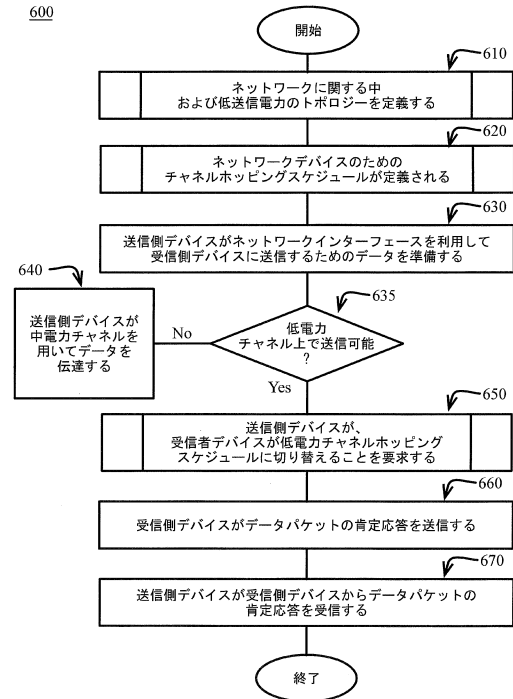 600
開始
610
ネットワークに関する中
および低送信電力のトポロジーを定義する
620
ネットワークデバイスのための
チャネルホッピングスケジュールが定義される
630
送信側デバイスがネットワークインターフェースを利用して
受信側デバイスに送信するためのデータを準備する
640
635
送信側デバイスが
中電力チャネルを
用いてデータを
伝達する
No
低電力
チャネル上で送信可能
?
Yes
650
送信側デバイスが、
受信者デバイスが低電力チャネルホッピング
スケジュールに切り替えることを要求する
660
受信側デバイスがデータパケットの肯定応答を送信する
670
送信側デバイスが受信側デバイスからデータパケットの
肯定応答を受信する
終了